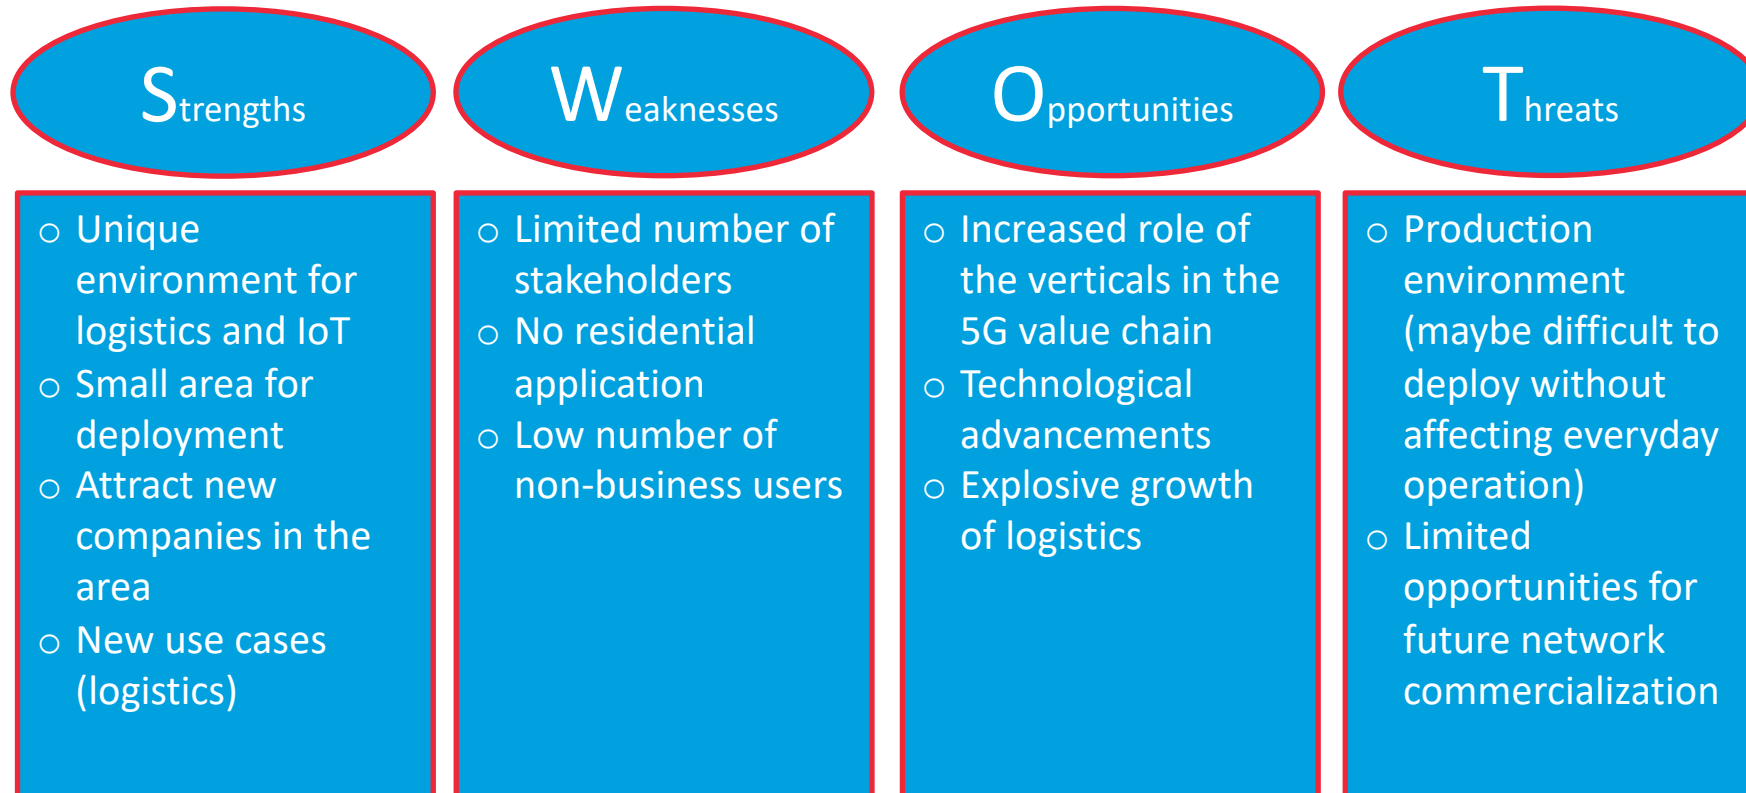 Strengths
Weaknesses
Opportunities
Threats
○ Unique
environment for
logistics and IoT
○ Small area for
deployment
○ Attract new
companies in the
area
○ New use cases
(logistics)
○ Limited number of
stakeholders
○ No residential
application
○ Low number of
non-business users
○ Increased role of
the verticals in the
5G value chain
○ Technological
advancements
○ Explosive growth
of logistics
○ Production
environment
(maybe difficult to
deploy without
affecting everyday
operation)
○ Limited
opportunities for
future network
commercialization